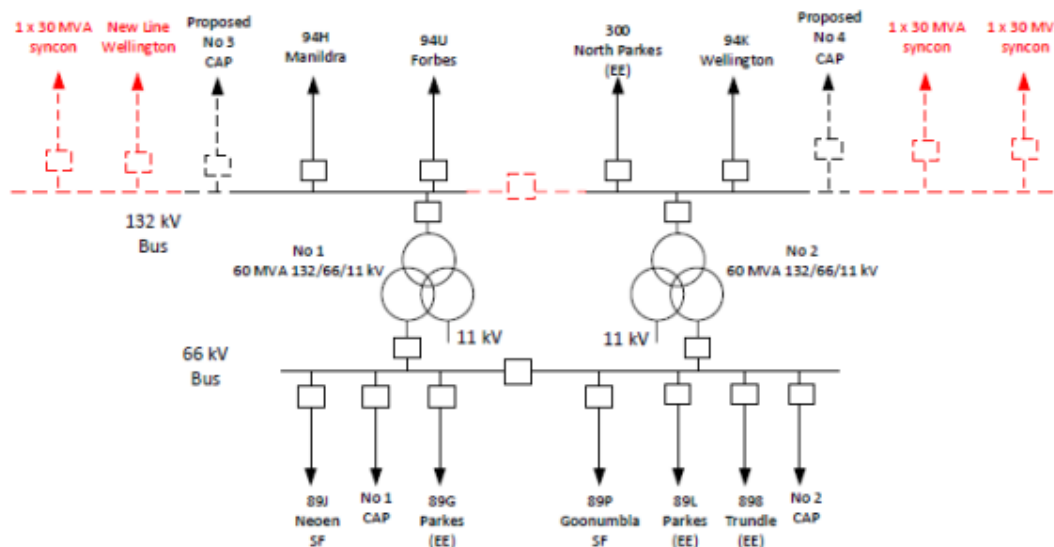 1 x 30 MVA
syncon
New Line
Wellington
Proposed
No 3
CAP
94H
Manildra
94U
Forbes
300
North Parkes
(EE)
94K
Wellington
Proposed
No 4
CAP
1 x 30 MVA
syncon
1 x 30 MV
syncon
132 kV
Bus
No 1
60 MVA 132/66/11 kV
No 2
60 MVA 132/66/11 kV
11 kV
11 kV
66 kV
Bus
89J
Neoen
SF
No 1
CAP
89G
Parkes
(EE)
89P
Goonumbla
SF
89L
Parkes
(EE)
898
Trundle
(EE)
No 2
CAP